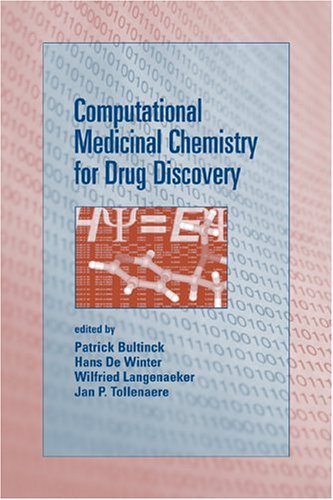 Computational
Medicinal Chemistry
for Drug Discovery
HΨ=EΨ
edited by
Patrick Bultinck
Hans De Winter
Wilfried Langenaeker
Jan P. Tollenaere